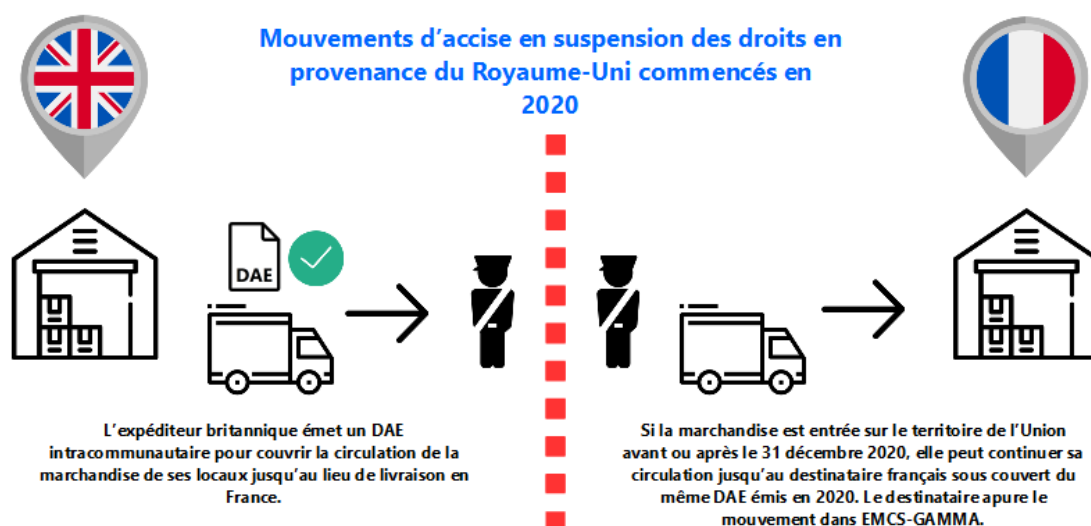 Mouvements d’accise en suspension des droits en
provenance du Royaume-Uni commencés en
2020
DAE
L’expéditeur britannique émet un DAE
intracommunautaire pour couvrir la circulation de la
marchandise de ses locaux jusqu’au lieu de livraison en
France.
Si la marchandise est entrée sur le territoire de l’Union
avant ou après le 31 décembre 2020, elle peut continuer sa
circulation jusqu’au destinataire français sous couvert du
même DAE émis en 2020. Le destinataire apure le
mouvement dans EMCS-GAMMA.